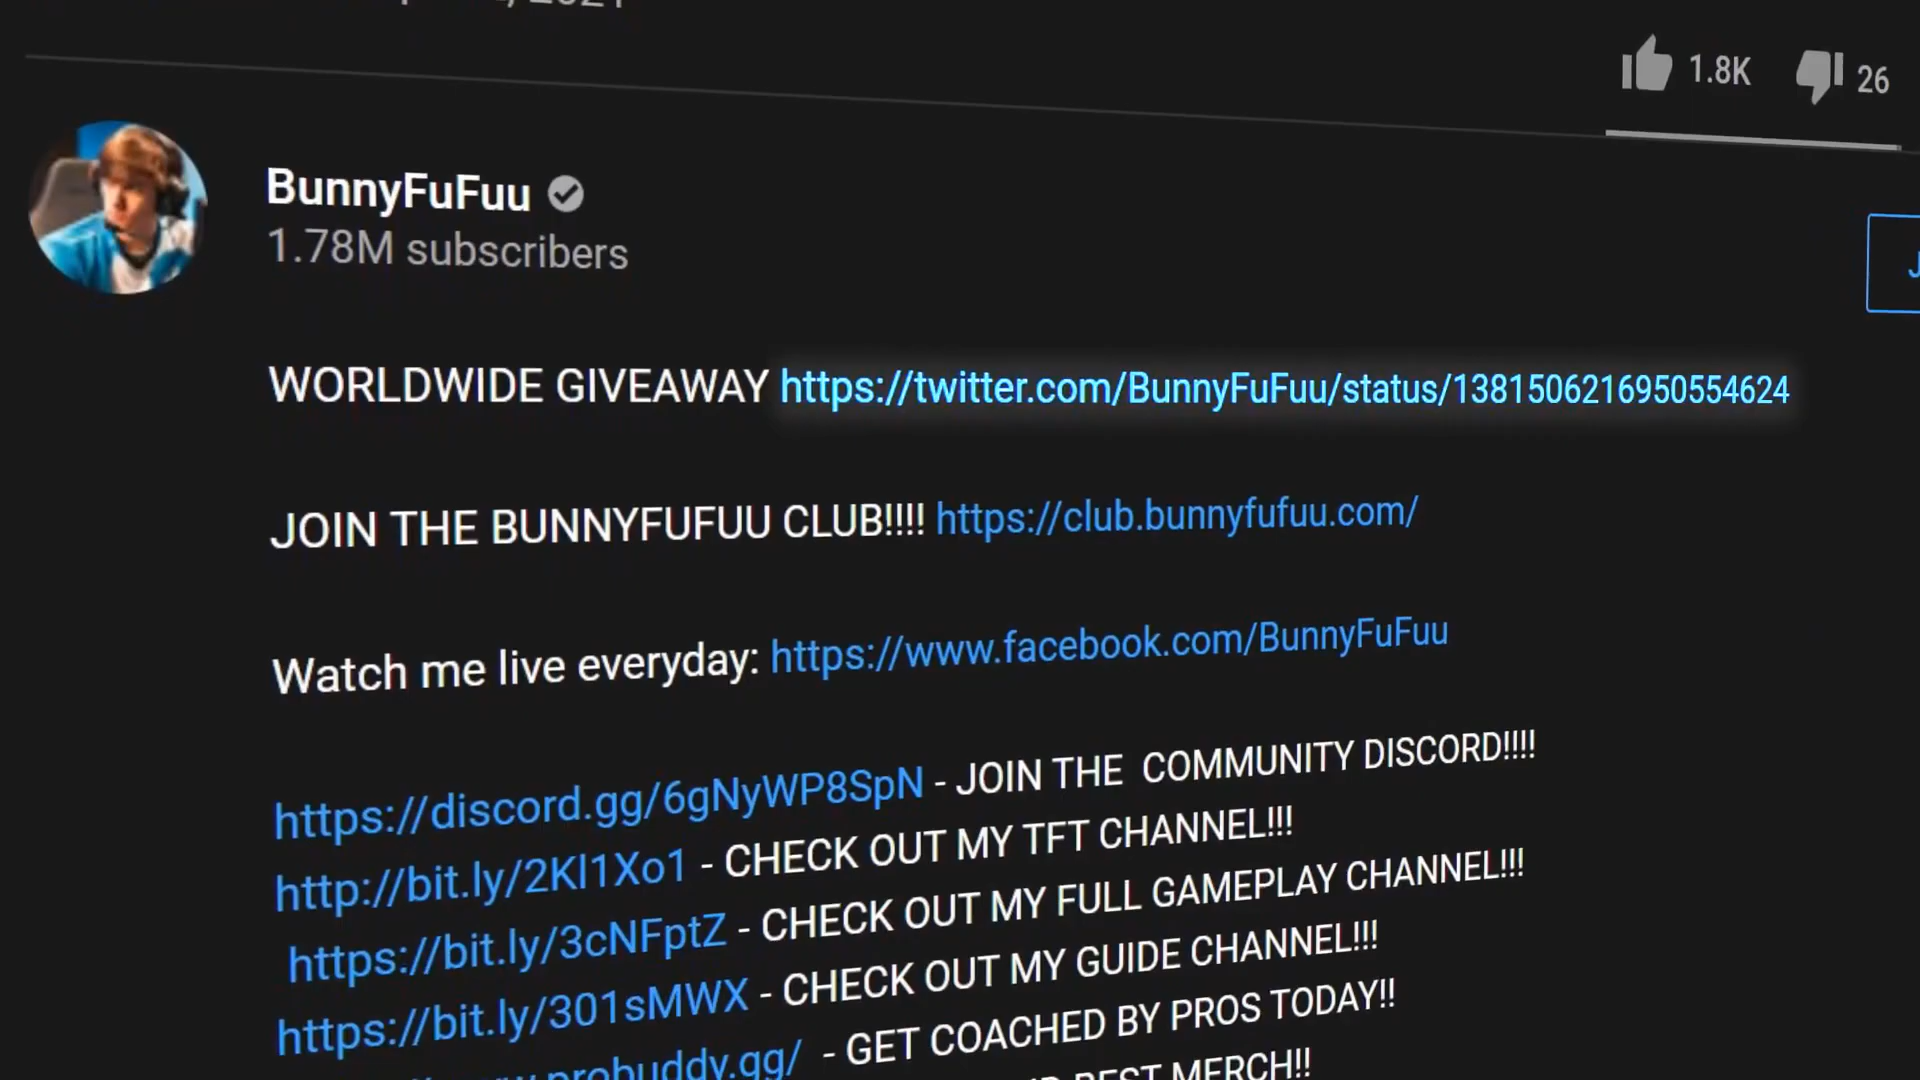 2021
1.8K 26
BunnyFuFuu
1.78M subscribers
J
WORLDWIDE GIVEAWAY https://twitter.com/BunnyFuFuu/status/1381506216950554624
JOIN THE BUNNYFUFUU CLUB!!!! https://club.bunnyfufuu.com/
Watch me live everyday: https://www.facebook.com/BunnyFuFuu
https://discord.gg/6gNyWP8SpN - JOIN THE COMMUNITY DISCORD!!!!
http://bit.ly/2Kl1Xo1 - CHECK OUT MY TFT CHANNEL!!!
https://bit.ly/3cNFptZ - CHECK OUT MY FULL GAMEPLAY CHANNEL!!!
https://bit.ly/301sMWX - CHECK OUT MY GUIDE CHANNEL!!!
probuddy.gg/ - GET COACHED BY PROS TODAY!!
BEST MERCH!!